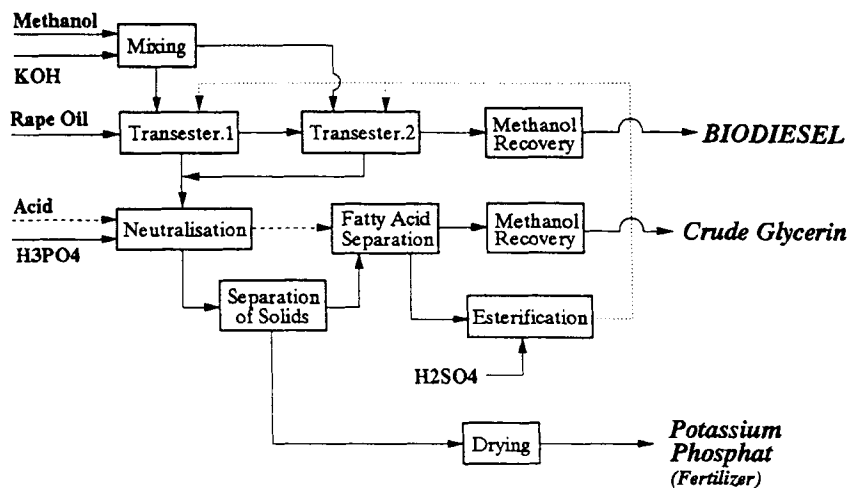 Methanol
Mixing
KOH
Rape Oil
Transester.1
Transester.2
Methanol
Recovery
BIODIESEL
Acid
Neutralisation
H3PO4
Fatty Acid
Separation
Methanol
Recovery
Crude Glycerin
Separation
of Solids
Esterification
H2SO4
Drying
Potassium
Phosphat
(Fertilizer)